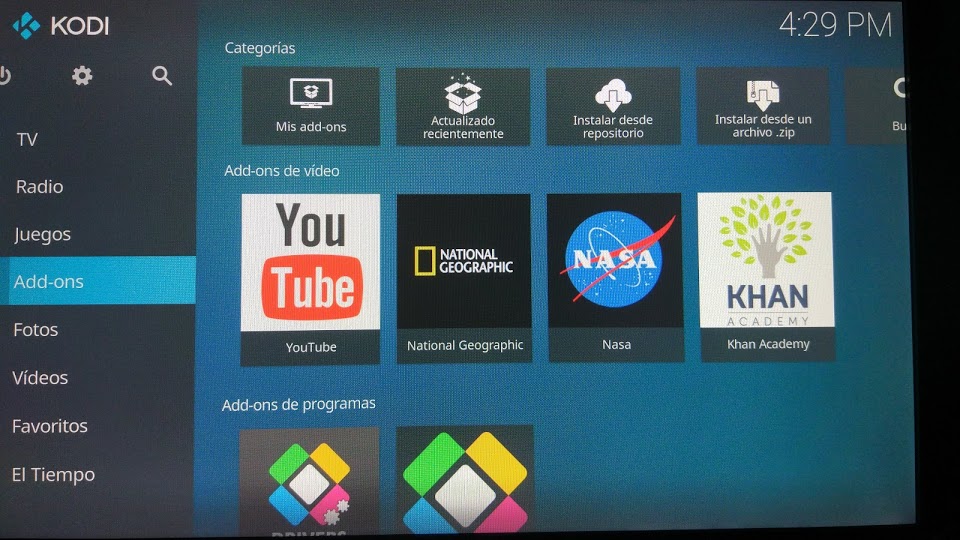 KODI
4:29 PM
Categorías
Mis add-ons
Actualizado
recientemente
Instalar desde
repositorio
Instalar desde un
archivo .zip
TV
Radio
Juegos
Add-ons
Fotos
Vídeos
Favoritos
El Tiempo
Add-ons de vídeo
You
Tube
YouTube
NATIONAL
GEOGRAPHIC
National Geographic
NASA
Nasa
KHAN
ACADEMY
Khan Academy
Add-ons de programas
DRIVERS